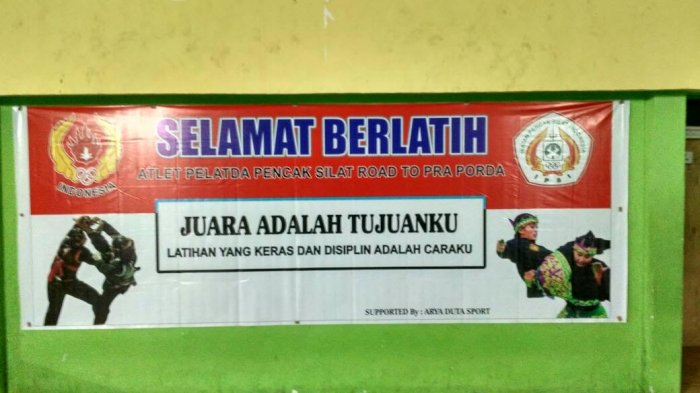 SELAMAT BERLATIH
ATLET PELATDA PENCAK SILAT ROAD TO PRA PORDA
JUARA ADALAH TUJUANKU
LATIHAN YANG KERAS DAN DISIPLIN ADALAH CARAKU
SUPPORTED By : ARYA DUTA SPORT
INDONESIA
IPSI